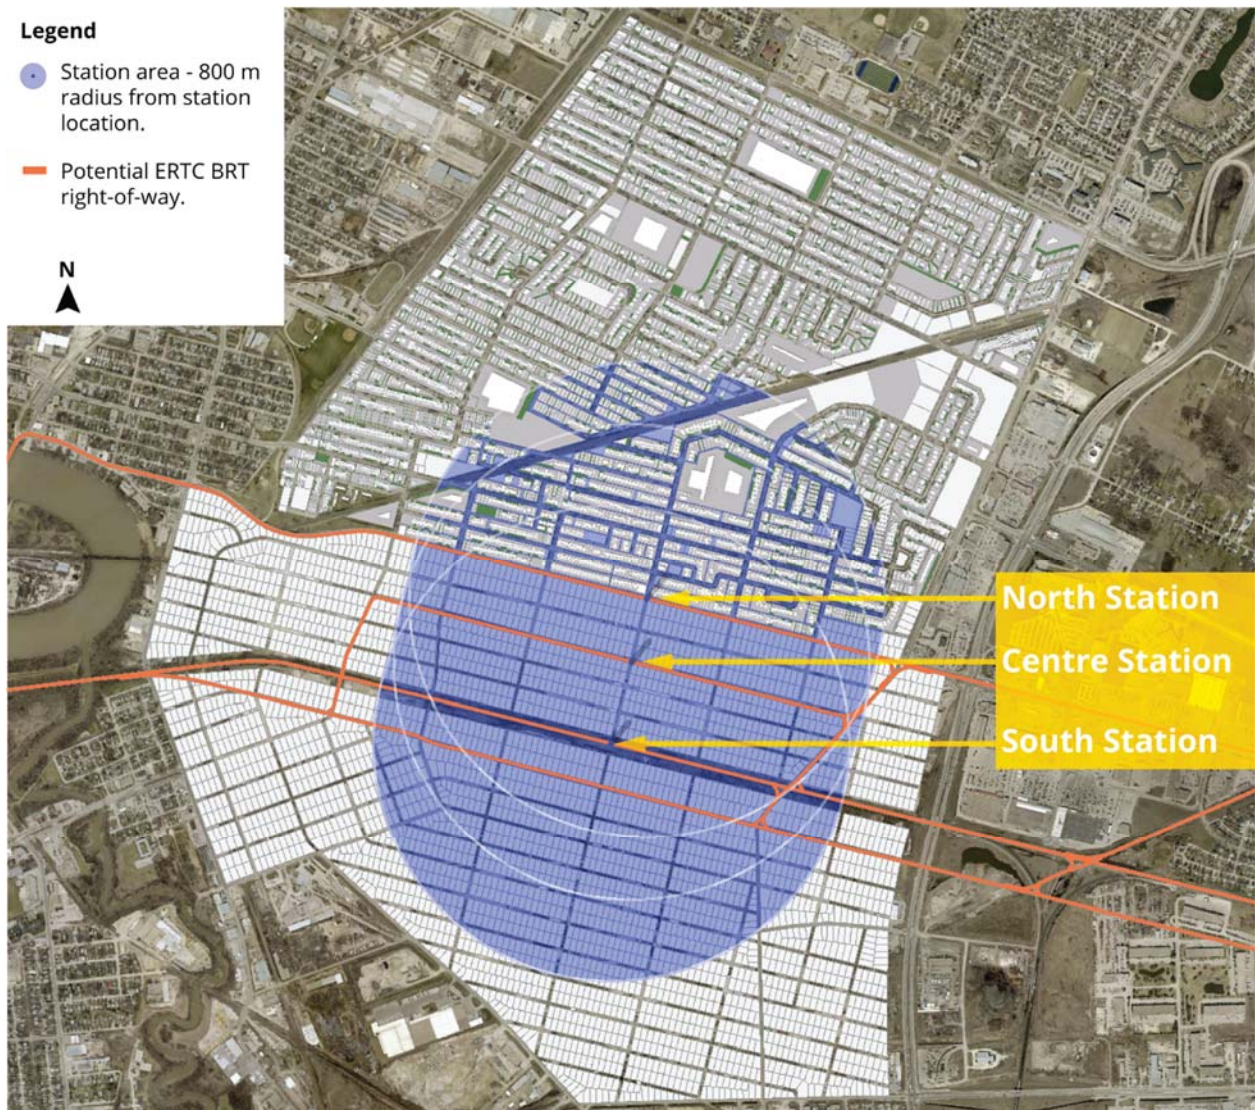 Legend
Station area - 800 m
radius from station
location.
Potential ERTC BRT
right-of-way.
N
North Station
Centre Station
South Station